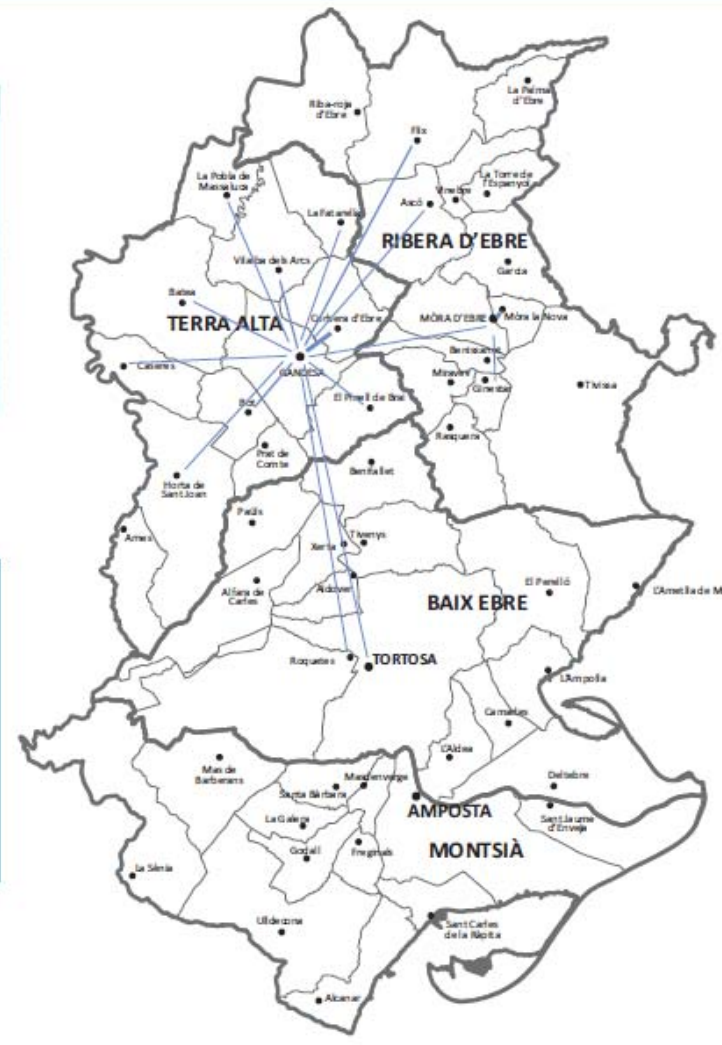 La Palma
d'Ebre
Riba-roja
d'Ebre
Flix
La Pobla de
Massaluca
La Torre de
l'Espanyol
Vinebre
Ascó
La Fatarella
RIBERA D'EBRE
Vilalba dels Arcs
Garcia
Batea
TERRA ALTA
Corbera d'Ebre
MÒRA D'EBRE
Móra la Nova
Benissanet
GANDESA
Caseres
Miravet
Ginestar
Tivissa
El Pinell de Brai
Bot
Rasquera
Prat de
Comte
Benifallet
Horta de
Sant Joan
Paüls
Arnes
Xerta
Tivenys
Aldover
Alfara de
Carles
El Perelló
L'Ametlla de M
BAIX EBRE
Roquetes
TORTOSA
L'Ampolla
Camarles
L'Aldea
Mas de
Barberans
Masdenverge
Santa Bàrbara
Deltebre
AMPOSTA
Sant Jaume
d'Enveja
La Galera
MONTSIÀ
Godall
Freginals
La Sénia
Ulldecona
Sant Carles
de la Ràpita
Alcanar